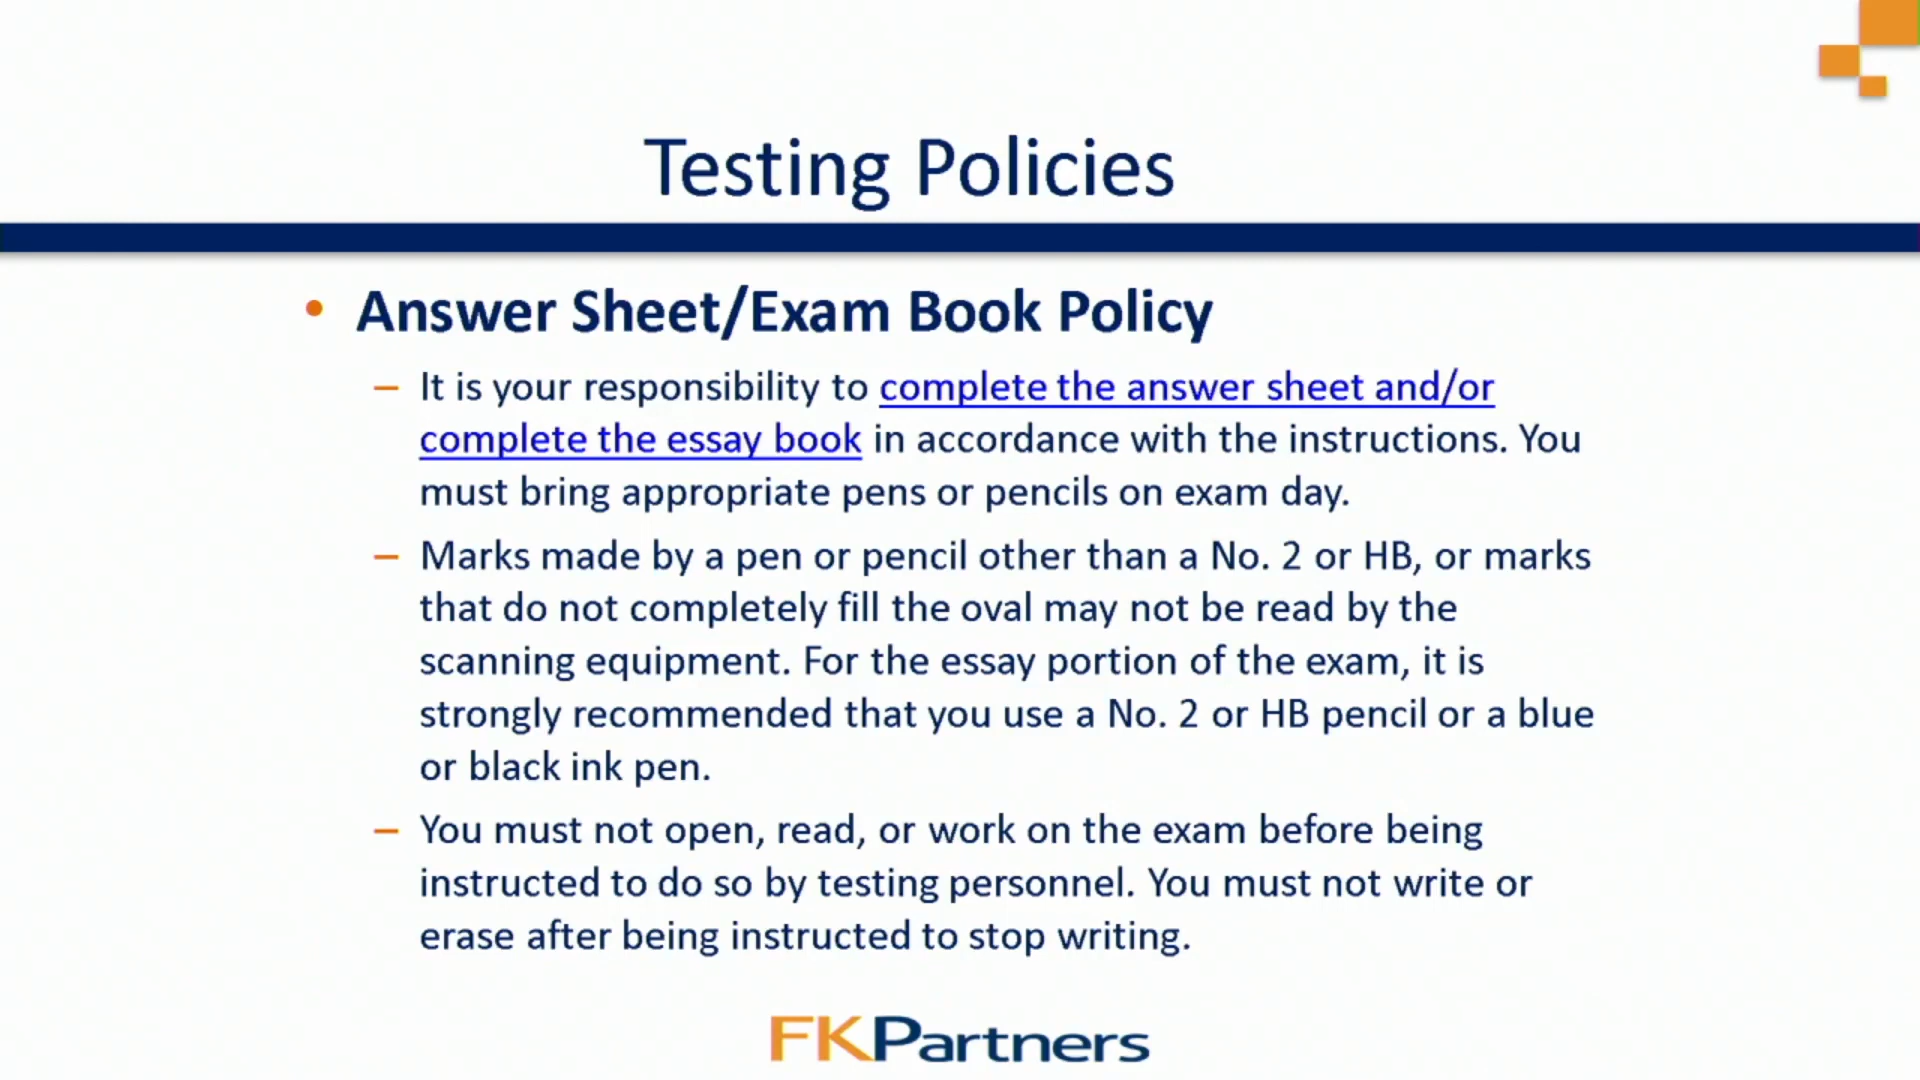 Testing Policies
• Answer Sheet/Exam Book Policy
– It is your responsibility to complete the answer sheet and/or
complete the essay book in accordance with the instructions. You
must bring appropriate pens or pencils on exam day.
– Marks made by a pen or pencil other than a No. 2 or HB, or marks
that do not completely fill the oval may not be read by the
scanning equipment. For the essay portion of the exam, it is
strongly recommended that you use a No. 2 or HB pencil or a blue
or black ink pen.
– You must not open, read, or work on the exam before being
instructed to do so by testing personnel. You must not write or
erase after being instructed to stop writing.
FKPartners